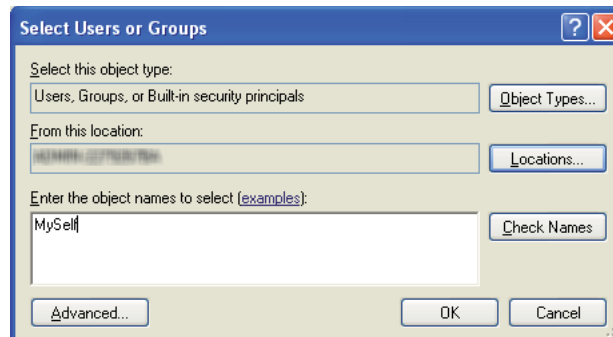 Select Users or Groups
Select this object type:
Users, Groups, or Built-in security principals
Object Types...
From this location:
Locations...
Enter the object names to select (examples):
MySelf
Check Names
Advanced...
OK
Cancel